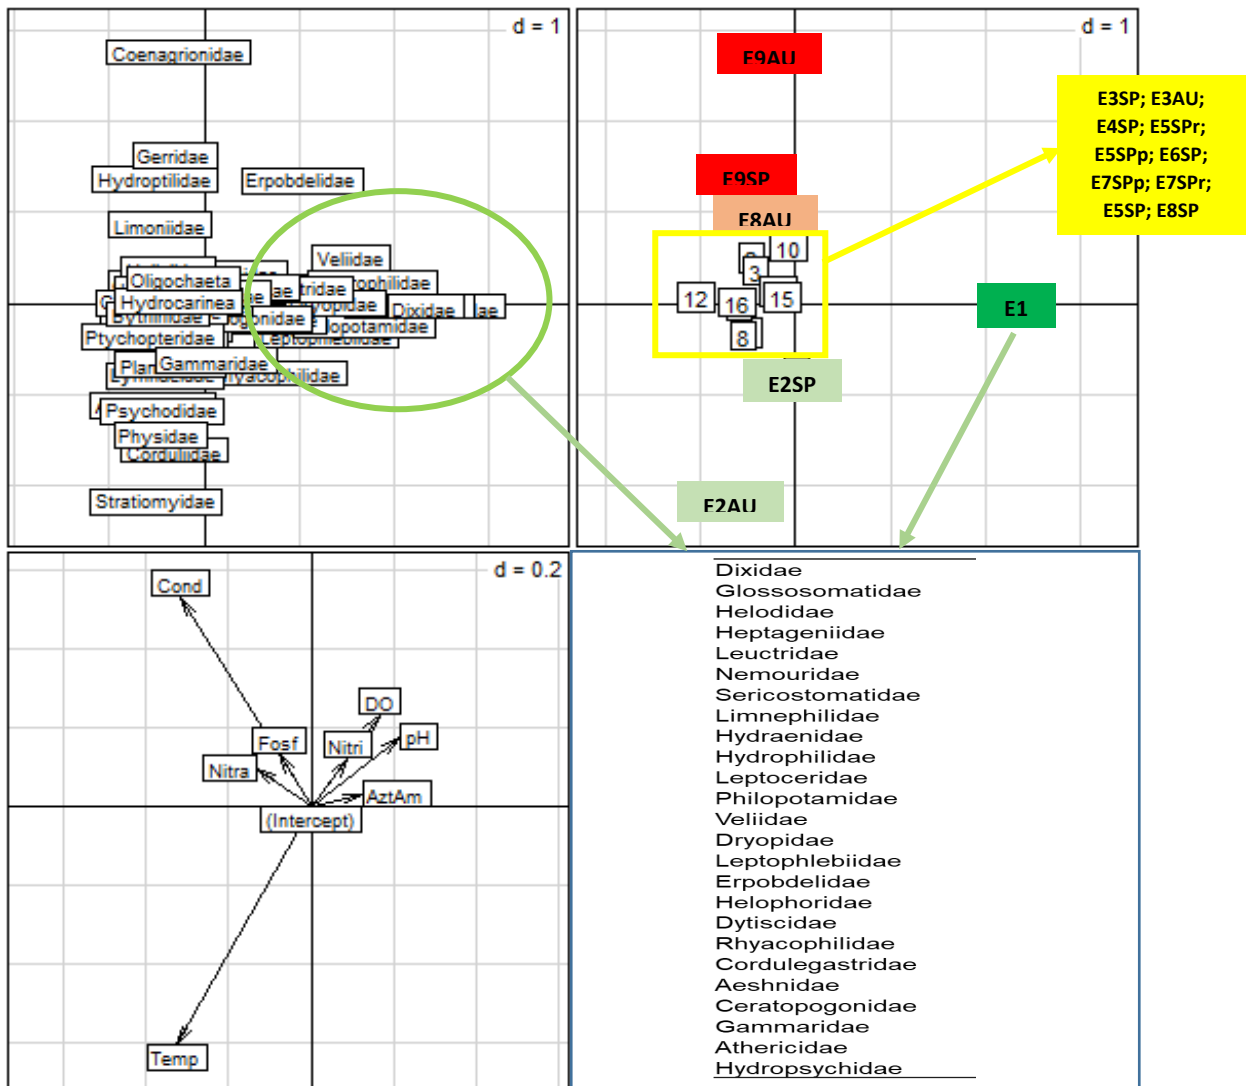 d = 1
Coenagrionidae
Gerridae
Hydroptilidae
Erpobdelidae
Limoniidae
Veliidae
Oligochaeta
Hydrocarinea
Dixidae
Ptychopteridae
Gammaridae
Psychodidae
Physidae
Corduliidae
Stratiomyidae
d = 1
E9AU
E9SP
E8AU
10
3
12
16
15
8
E2SP
E2AU
E1
E3SP; E3AU;
E4SP; E5SPr;
E5SPp; E6SP;
E7SPp; E7SPr;
E5SP; E8SP
d = 0.2
Cond
DO
Fosf
Nitri
pH
Nitra
AztAm
(Intercept)
Temp
Dixidae
Glossosomatidae
Helodidae
Heptageniidae
Leuctridae
Nemouridae
Sericostomatidae
Limnephilidae
Hydraenidae
Hydrophilidae
Leptoceridae
Philopotamidae
Veliidae
Dryopidae
Leptophlebiidae
Erpobdelidae
Helophoridae
Dytiscidae
Rhyacophilidae
Cordulegastridae
Aeshnidae
Ceratopogonidae
Gammaridae
Athericidae
Hydropsychidae